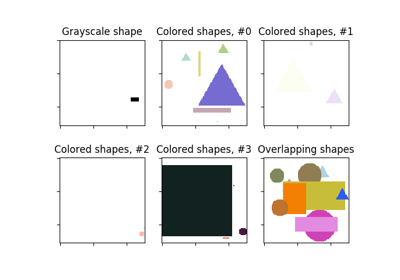 Grayscale shape
Colored shapes, #0
Colored shapes, #1
Colored shapes, #2
Colored shapes, #3
Overlapping shapes